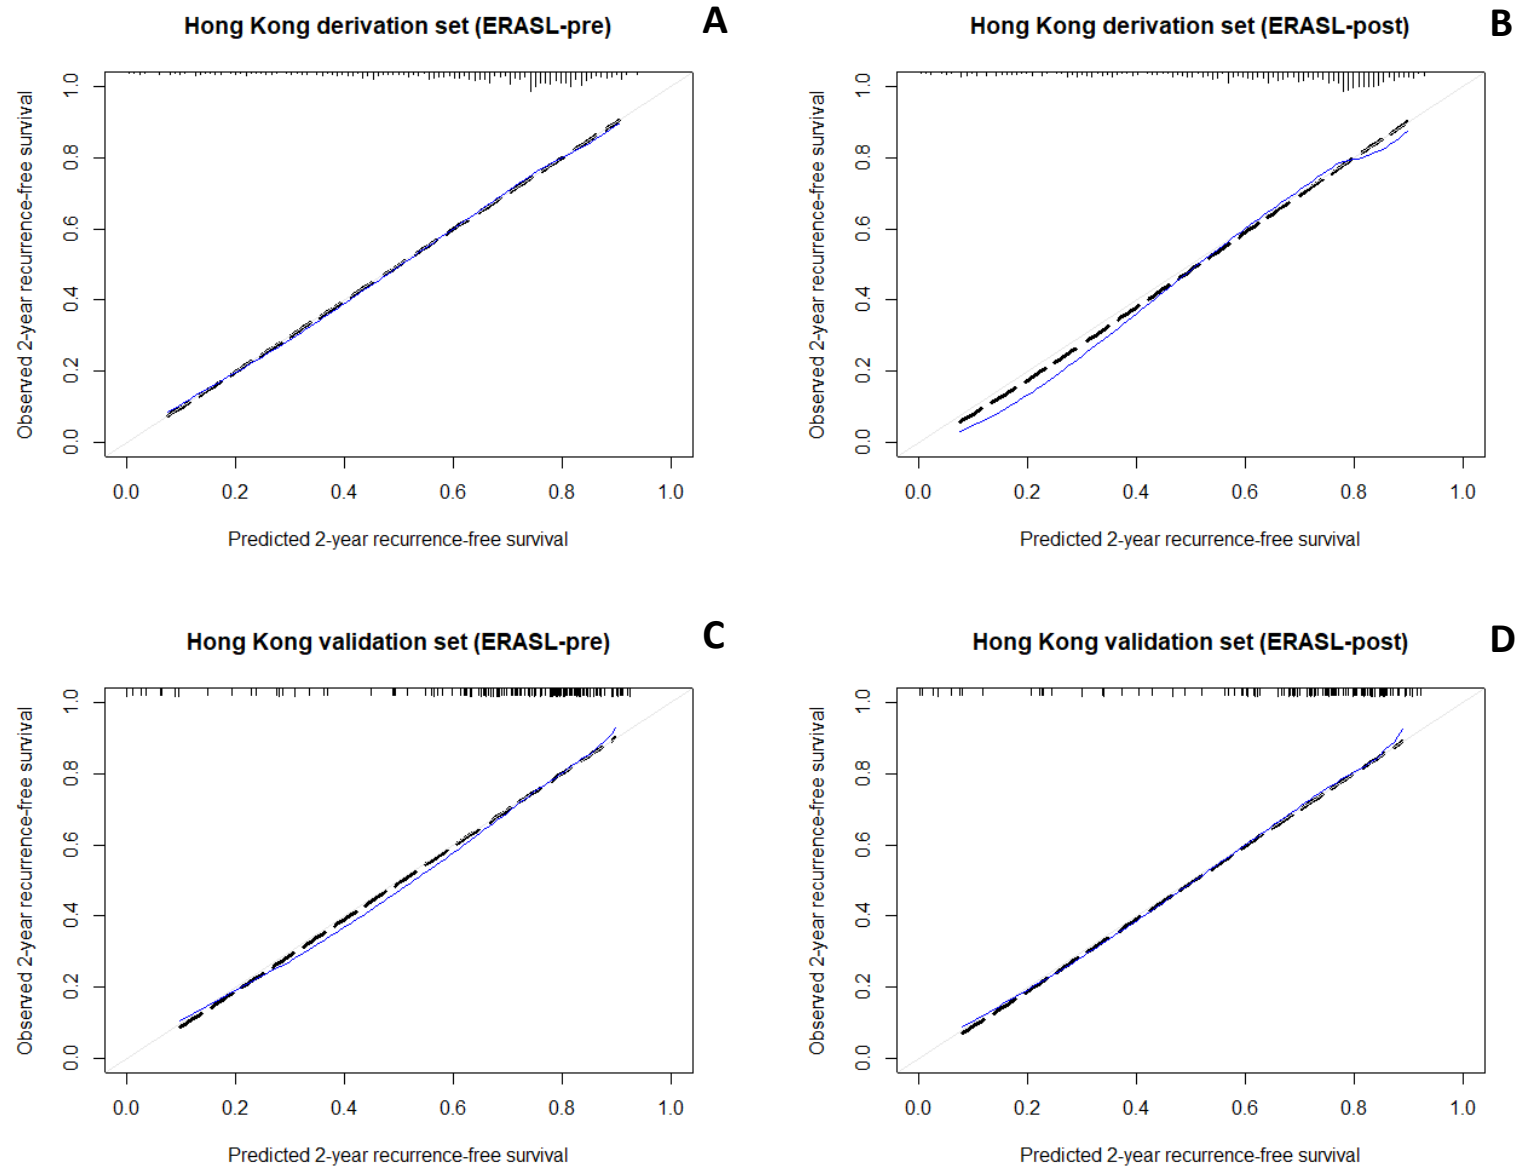 Hong Kong derivation set (ERASL-pre)
A
Observed 2-year recurrence-free survival
1.0
0.8
0.6
0.4
0.2
0.0
0.0 0.2 0.4 0.6 0.8 1.0
Predicted 2-year recurrence-free survival
Hong Kong derivation set (ERASL-post)
B
Observed 2-year recurrence-free survival
1.0
0.8
0.6
0.4
0.2
0.0
0.0 0.2 0.4 0.6 0.8 1.0
Predicted 2-year recurrence-free survival
Hong Kong validation set (ERASL-pre)
C
Observed 2-year recurrence-free survival
1.0
0.8
0.6
0.4
0.2
0.0
0.0 0.2 0.4 0.6 0.8 1.0
Predicted 2-year recurrence-free survival
Hong Kong validation set (ERASL-post)
D
Observed 2-year recurrence-free survival
1.0
0.8
0.6
0.4
0.2
0.0
0.0 0.2 0.4 0.6 0.8 1.0
Predicted 2-year recurrence-free survival